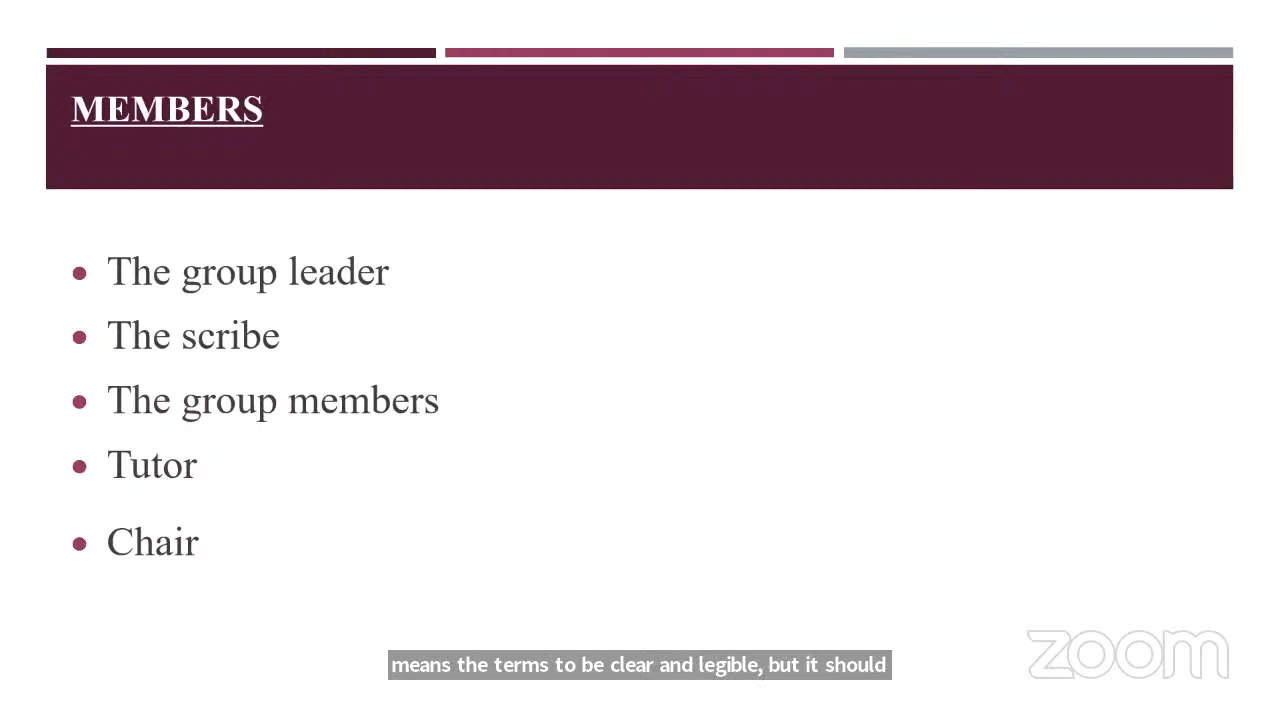 MEMBERS
The group leader
The scribe
The group members
Tutor
Chair
means the terms to be clear and legible, but it should
zoom